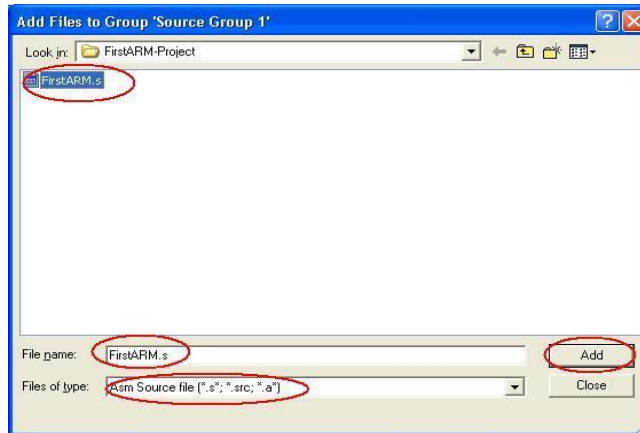 Add Files to Group 'Source Group 1'
Look in: FirstARM-Project
FirstARM.s
File name: FirstARM.s
Add
Files of type: Asm Source file (*.s*; *.src; *.a*)
Close